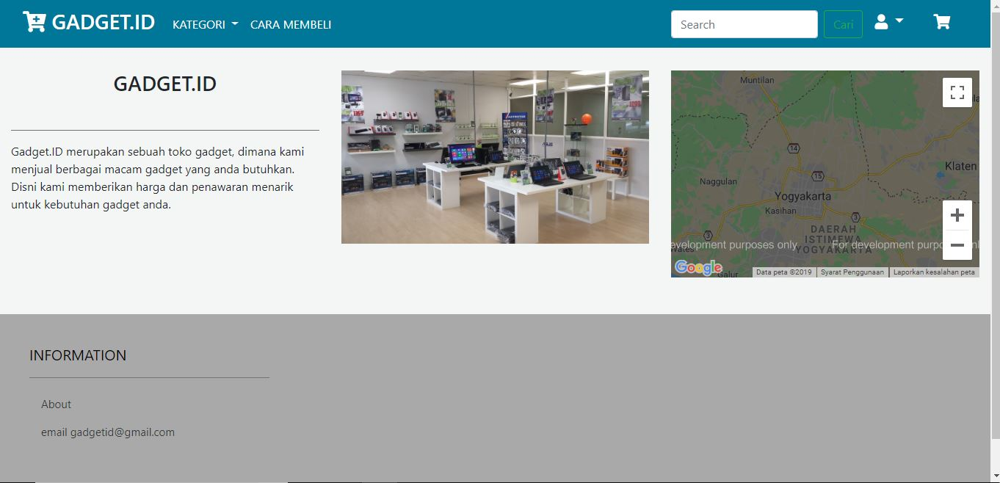 GADGET.ID
KATEGORI
CARA MEMBELI
Search
Cari
GADGET.ID
Gadget.ID merupakan sebuah toko gadget, dimana kami
menjual berbagai macam gadget yang anda butuhkan.
Disni kami memberikan harga dan penawaran menarik
untuk kebutuhan gadget anda.
ASUS
Muntilan
14
Klaten
Naggulan
15
Yogyakarta
Kasihan
3
3
DAERAH
ISTIMEWA
YOGYAKARTA
evelopment purposes only
For development purpo
Wates
Google
Galur
Data peta ©2019
Syarat Penggunaan
Laporkan kesalahan peta
INFORMATION
About
email gadgetid@gmail.com